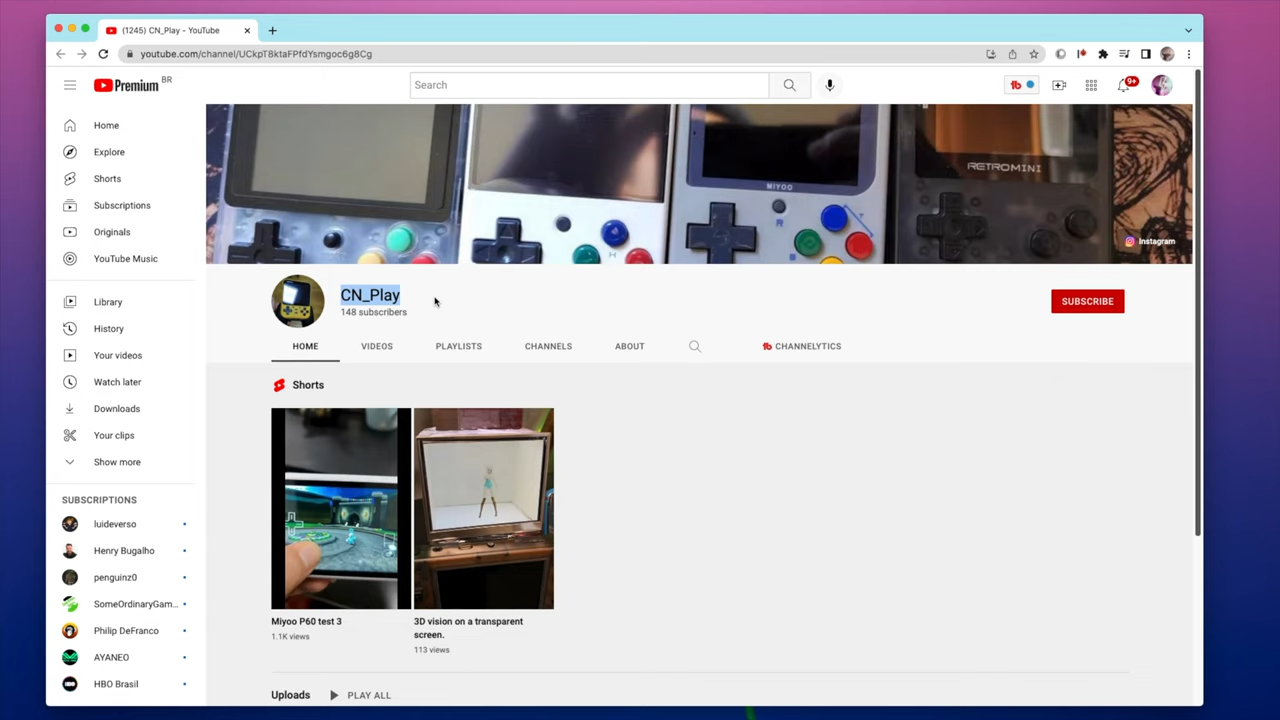 (1245) CN_Play - YouTube
youtube.com/channel/UCkpT8ktaFPfdYsmgoc6g8Cg
Premium BR
Search
9+
Home
Explore
Shorts
Subscriptions
Originals
YouTube Music
Library
History
Your videos
Watch later
Downloads
Your clips
Show more
SUBSCRIPTIONS
luideverso
Henry Bugalho
penguinz0
SomeOrdinaryGam...
Philip DeFranco
AYANEO
HBO Brasil
MIYOO
RETROMINI
Instagram
CN_Play
148 subscribers
SUBSCRIBE
HOME
VIDEOS
PLAYLISTS
CHANNELS
ABOUT
CHANNELYTICS
Shorts
Miyoo P60 test 3
1.1K views
3D vision on a transparent
screen.
113 views
Uploads
PLAY ALL